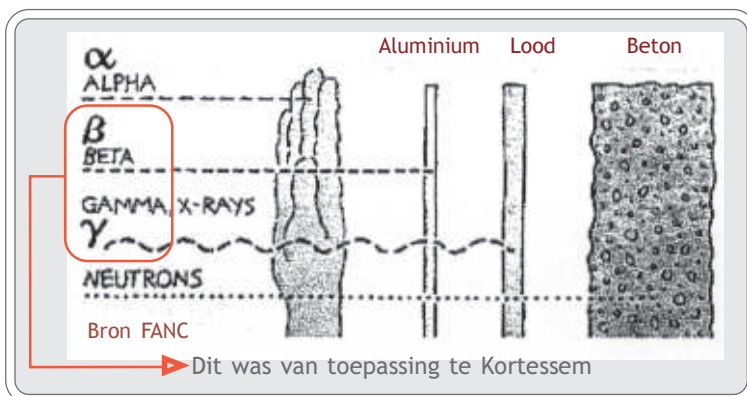 Aluminium Lood Beton
α
ALPHA
β
BETA
GAMMA, X-RAYS
γ
NEUTRONS
Bron FANC
Dit was van toepassing te Kortessem